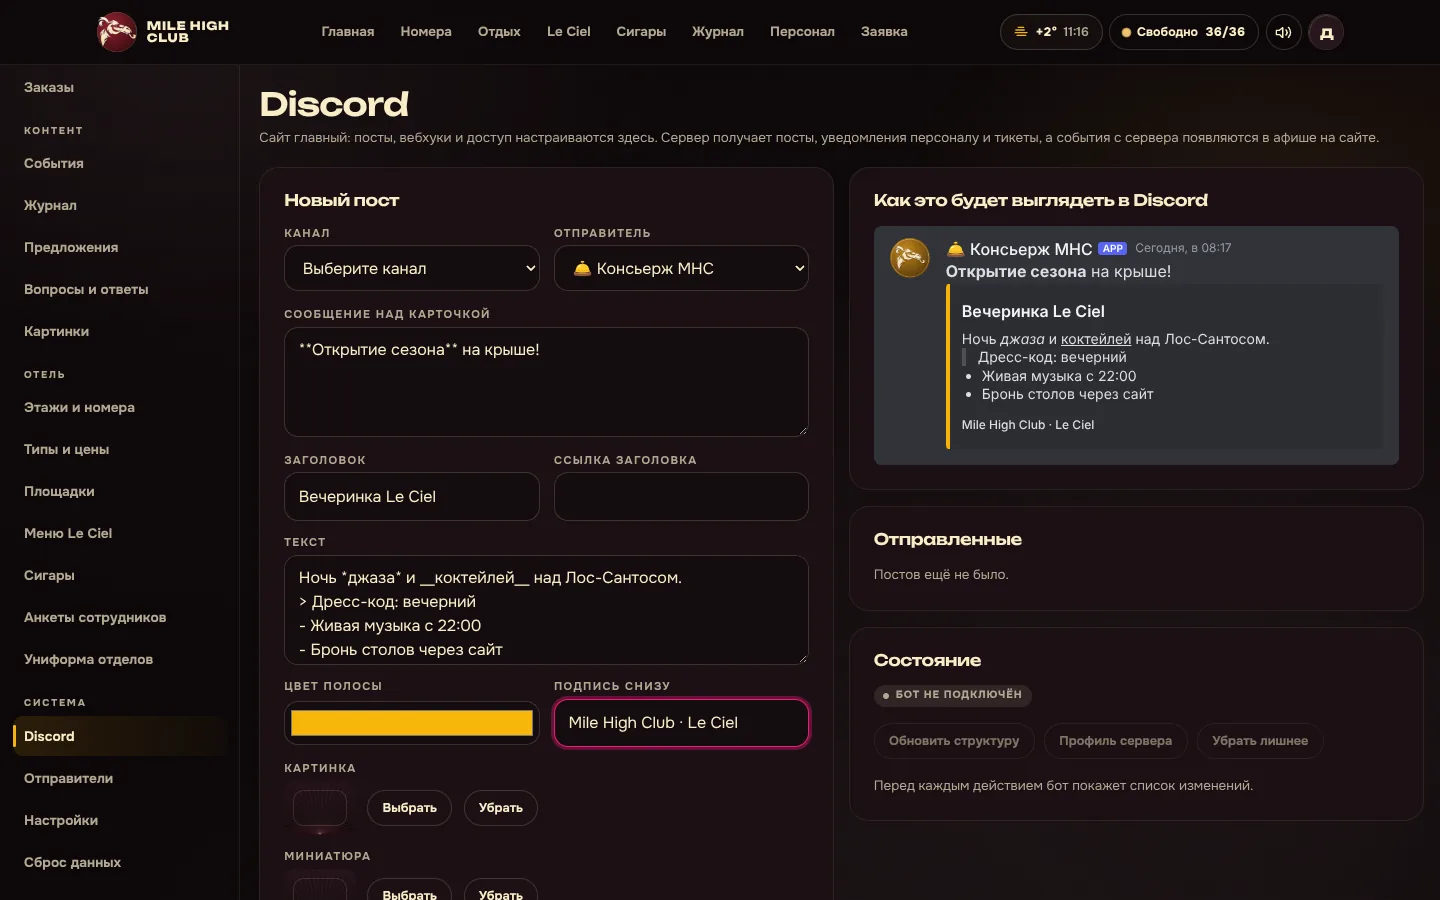 MILE HIGH
CLUB
Главная
Номера
Отдых
Le Ciel
Сигары
Журнал
Персонал
Заявка
+2° 11:16
Свободно 36/36
Д
Заказы
КОНТЕНТ
События
Журнал
Предложения
Вопросы и ответы
Картинки
ОТЕЛЬ
Этажи и номера
Типы и цены
Площадки
Меню Le Ciel
Сигары
Анкеты сотрудников
Униформа отделов
СИСТЕМА
Discord
Отправители
Настройки
Сброс данных
Discord
Сайт главный: посты, вебхуки и доступ настраиваются здесь. Сервер получает посты, уведомления персоналу и тикеты, а события с сервера появляются в афише на сайте.
Новый пост
КАНАЛ
Выберите канал
ОТПРАВИТЕЛЬ
🛎️ Консьерж МНС
СООБЩЕНИЕ НАД КАРТОЧКОЙ
**Открытие сезона** на крыше!
ЗАГОЛОВОК
Вечеринка Le Ciel
ССЫЛКА ЗАГОЛОВКА
ТЕКСТ
Ночь *джаза* и __коктейлей__ над Лос-Сантосом.
> Дресс-код: вечерний
- Живая музыка с 22:00
- Бронь столов через сайт
ЦВЕТ ПОЛОСЫ
ПОДПИСЬ СНИЗУ
Mile High Club · Le Ciel
КАРТИНКА
Выбрать
Убрать
МИНИАТЮРА
Выбрать
Убрать
Как это будет выглядеть в Discord
🛎️ Консьерж МНС APP Сегодня, в 08:17
Открытие сезона на крыше!
Вечеринка Le Ciel
Ночь джаза и коктейлей над Лос-Сантосом.
Дресс-код: вечерний
• Живая музыка с 22:00
• Бронь столов через сайт
Mile High Club · Le Ciel
Отправленные
Постов ещё не было.
Состояние
БОТ НЕ ПОДКЛЮЧЁН
Обновить структуру
Профиль сервера
Убрать лишнее
Перед каждым действием бот покажет список изменений.